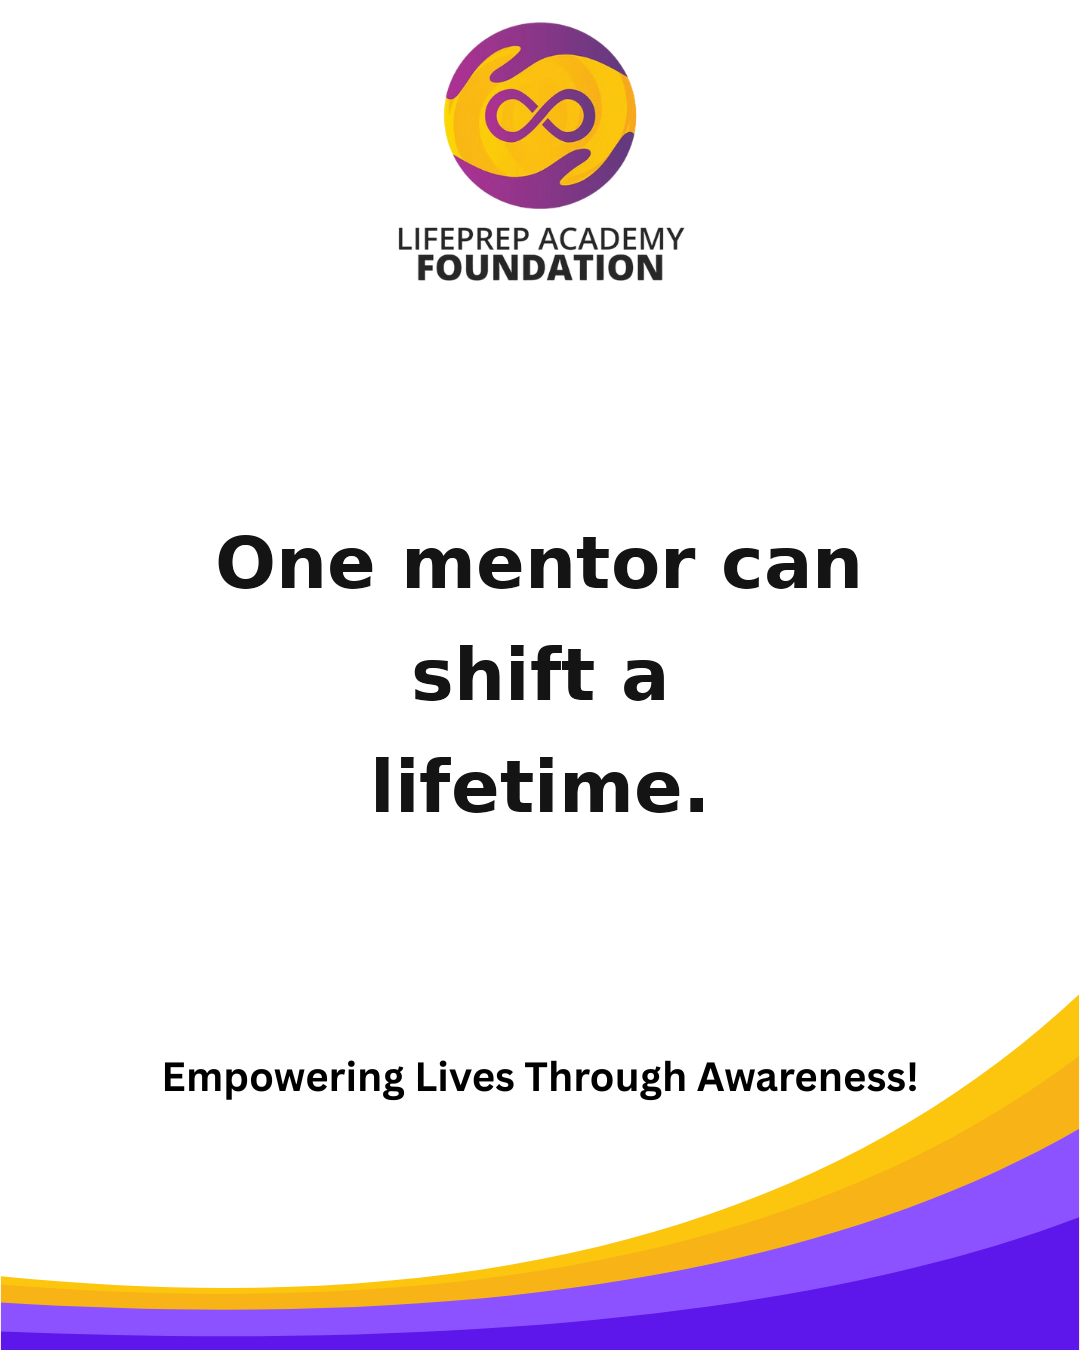 LIFEPREP ACADEMY
FOUNDATION
One mentor can
shift a
lifetime.
Empowering Lives Through Awareness!